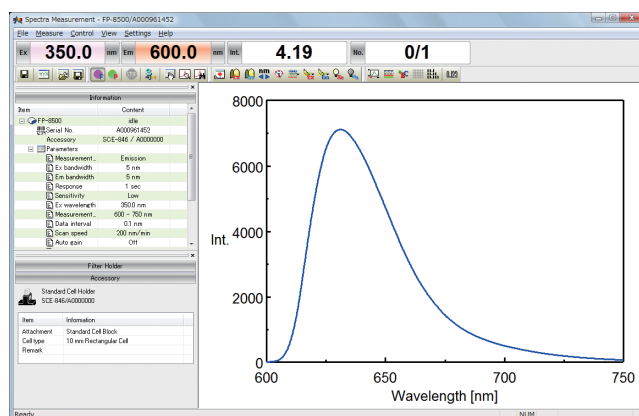 Spectra Measurement - FP-8500/A000961452
File Measure Control View Settings Help
Ex 350.0 nm Em 600.0 nm Int. 4.19 No. 0/1
Information
Item Content
FP-8500 idle
Serial No. A000961452
Accessory SCE-846 / A0000000
Parameters
Measurement... Emission
Ex bandwidth 5 nm
Em bandwidth 5 nm
Response 1 sec
Sensitivity Low
Ex wavelength 350.0 nm
Measurement... 600 - 750 nm
Data interval 0.1 nm
Scan speed 200 nm/min
Auto gain Off
Filter Holder
Accessory
Standard Cell Holder
SCE-846/A0000000
Item Information
Attachment Standard Cell Block
Cell type 10 mm Rectangular Cell
Remark
8000
6000
Int.
4000
2000
0
600 650 700 750
Wavelength [nm]
Ready NUM